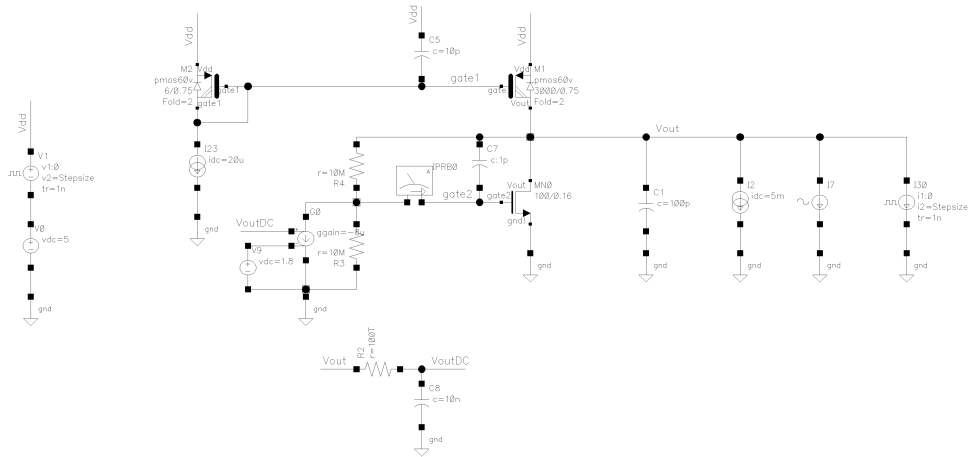 Vdd
Vdd
Vdd
C5
c=10p
M2
Vdd
pmos60v
6/0.75
Fold=2
gate1
gate1
gate1
Vdd
M1
pmos60v
3000/0.75
Fold=2
gate
Vout
Vdd
V1
v1:0
v2=Stepsize
tr=1n
V0
vdc=5
gnd
I23
idc=20u
gnd
r=10M
R4
IPRB0
A
C7
c:1p
gate2
gate2
Vout
MN0
100/0.16
gnd
gnd
Vout
C1
c=100p
gnd
I2
idc=5m
gnd
I7
gnd
I30
i1:0
i2=Stepsize
tr=1n
gnd
VoutDC
G0
V9
vdc=1.8
r=10M
R3
gnd
Vout
R2
r=100T
VoutDC
C8
c=10n
gnd